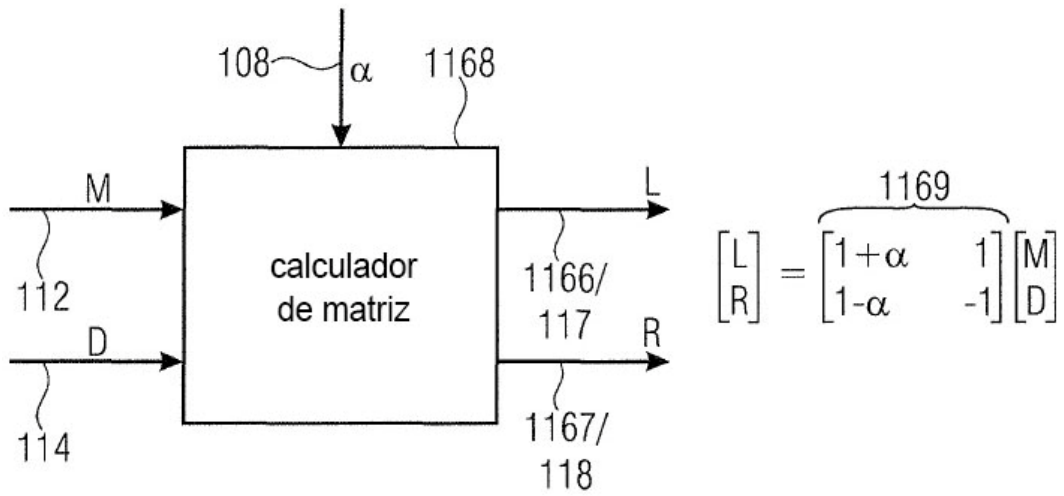 108
α
1168
M
L
1169
112
calculador
de matriz
1166/
117
[L] = [1+α 1] [M]
[R] [1-α -1] [D]
D
R
114
1167/
118